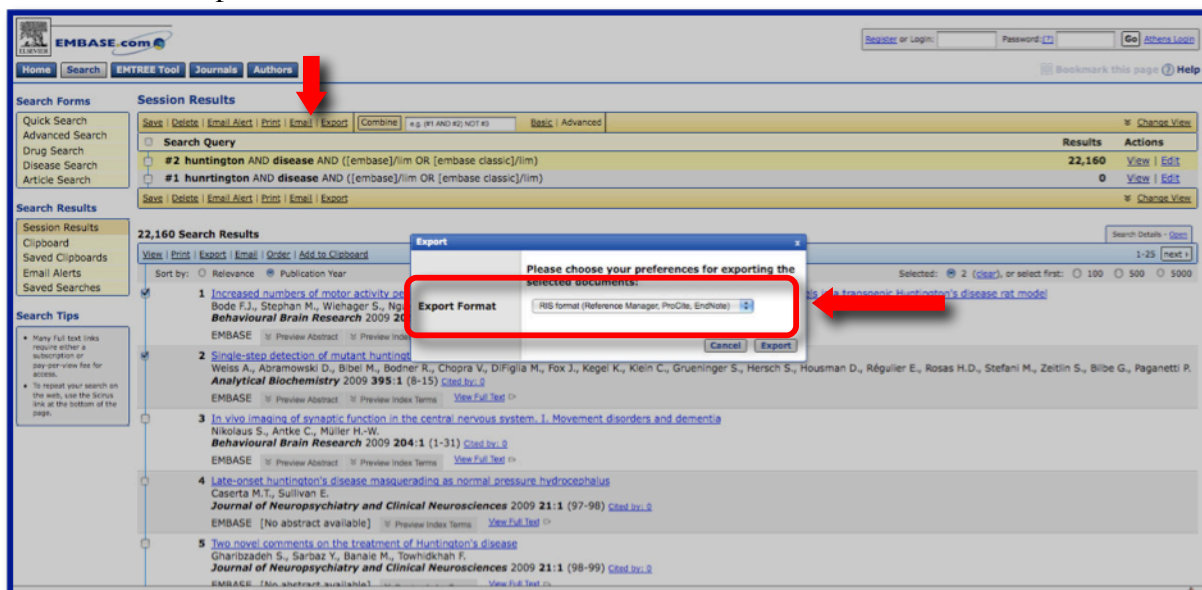 ELSEVIER
EMBASE.com
Register or Login: Password:[?] Go Athens Login
Home Search EMTREE Tool Journals Authors
Bookmark this page Help
Search Forms
Quick Search
Advanced Search
Drug Search
Disease Search
Article Search
Search Results
Session Results
Clipboard
Saved Clipboards
Email Alerts
Saved Searches
Search Tips
Many Full text links
require either a
subscription or
pay-per-view fee for
access.
To repeat your search on
the web, use the Scirus
link at the bottom of the
page.
Session Results
Save | Delete | Email Alert | Print | Email | Export Combine e.g. (#1 AND #2) NOT #3 Basic | Advanced Change View
Search Query Results Actions
#2 huntington AND disease AND ([embase]/lim OR [embase classic]/lim) 22,160 View | Edit
#1 hunrtington AND disease AND ([embase]/lim OR [embase classic]/lim) 0 View | Edit
Save | Delete | Email Alert | Print | Email | Export Change View
22,160 Search Results Search Details - Open
View | Print | Export | Email | Order | Add to Clipboard 1-25 next
Sort by: Relevance Publication Year Selected: 2 (clear), or select first: 100 500 5000
Export x
Please choose your preferences for exporting the
selected documents:
Export Format RIS format (Reference Manager, ProCite, EndNote)
Cancel Export
1 Increased numbers of motor activity in a transgenic Huntington's disease rat model
Bode F.J., Stephan M., Wiehager S.,
Behavioural Brain Research 2009
EMBASE Preview Abstract Preview
2 Single-step detection of mutant
Weiss A., Abramowski D., Bibel M., Bodner R., Chopra V., DiFiglia M., Fox J., Kegel K., Klein C., Grueninger S., Hersch S., Housman D., Régulier E., Rosas H.D., Stefani M., Zeitlin S., Bilbe G., Paganetti P.
Analytical Biochemistry 2009 395:1 (8-15) Cited by: 0
EMBASE Preview Abstract Preview Index Terms View Full Text
3 In vivo imaging of synaptic function in the central nervous system. I. Movement disorders and dementia
Nikolaus S., Antke C., Müller H.-W.
Behavioural Brain Research 2009 204:1 (1-31) Cited by: 0
EMBASE Preview Abstract Preview Index Terms View Full Text
4 Late-onset huntington's disease masquerading as normal pressure hydrocephalus
Caserta M.T., Sullivan E.
Journal of Neuropsychiatry and Clinical Neurosciences 2009 21:1 (97-98) Cited by: 0
EMBASE [No abstract available] Preview Index Terms View Full Text
5 Two novel comments on the treatment of Huntington's disease
Gharibzadeh S., Sarbaz Y., Banaie M., Towhidkhah F.
Journal of Neuropsychiatry and Clinical Neurosciences 2009 21:1 (98-99) Cited by: 0
EMBASE [No abstract available] View Full Text